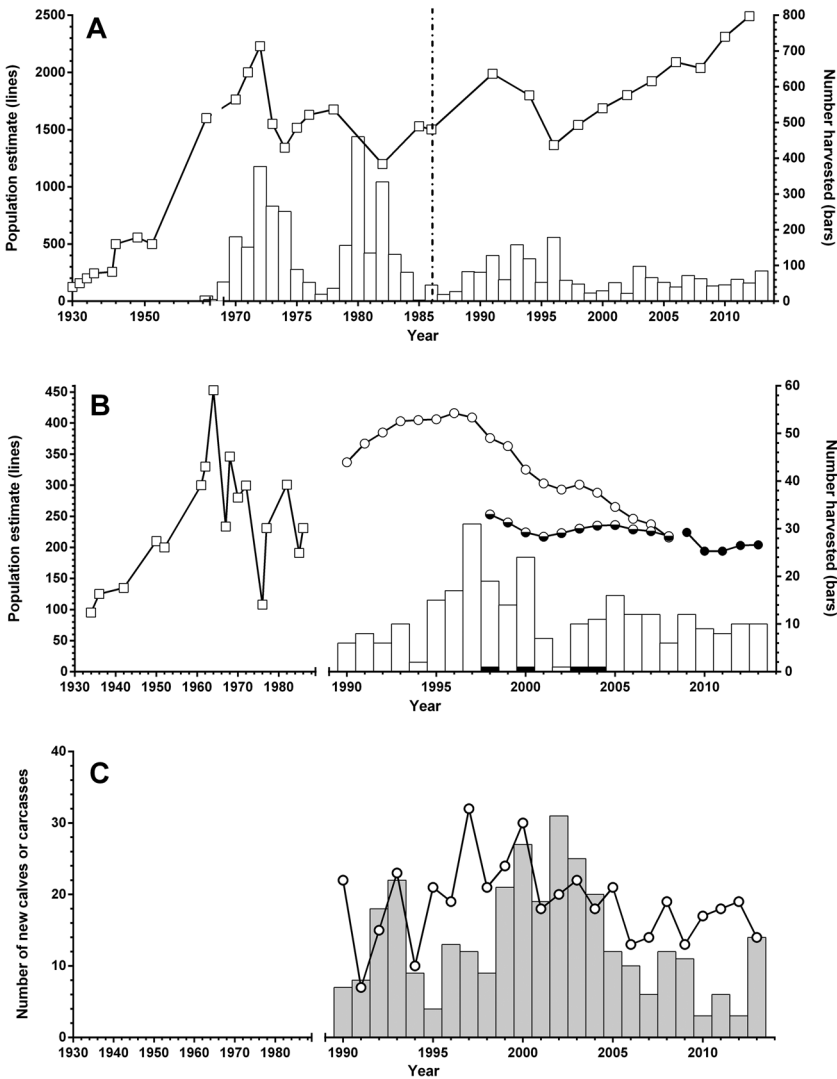 A
Population estimate (lines)
Number harvested (bars)
2500
2000
1500
1000
500
0
800
700
600
500
400
300
200
100
0
1930 1950 1970 1975 1980 1985 1990 1995 2000 2005 2010
Year
B
Population estimate (lines)
Number harvested (bars)
450
400
350
300
250
200
150
100
50
0
60
50
40
30
20
10
0
1930 1940 1950 1960 1970 1980 1990 1995 2000 2005 2010
Year
C
Number of new calves or carcasses
40
30
20
10
0
1930 1940 1950 1960 1970 1980 1990 1995 2000 2005 2010
Year